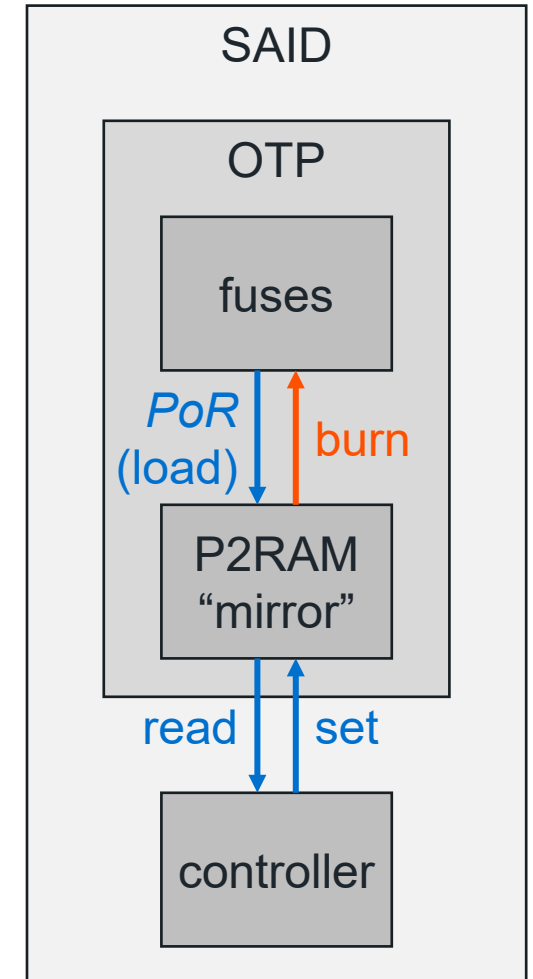 SAID
OTP
fuses
PoR
(load)
burn
P2RAM
“mirror”
read
set
controller